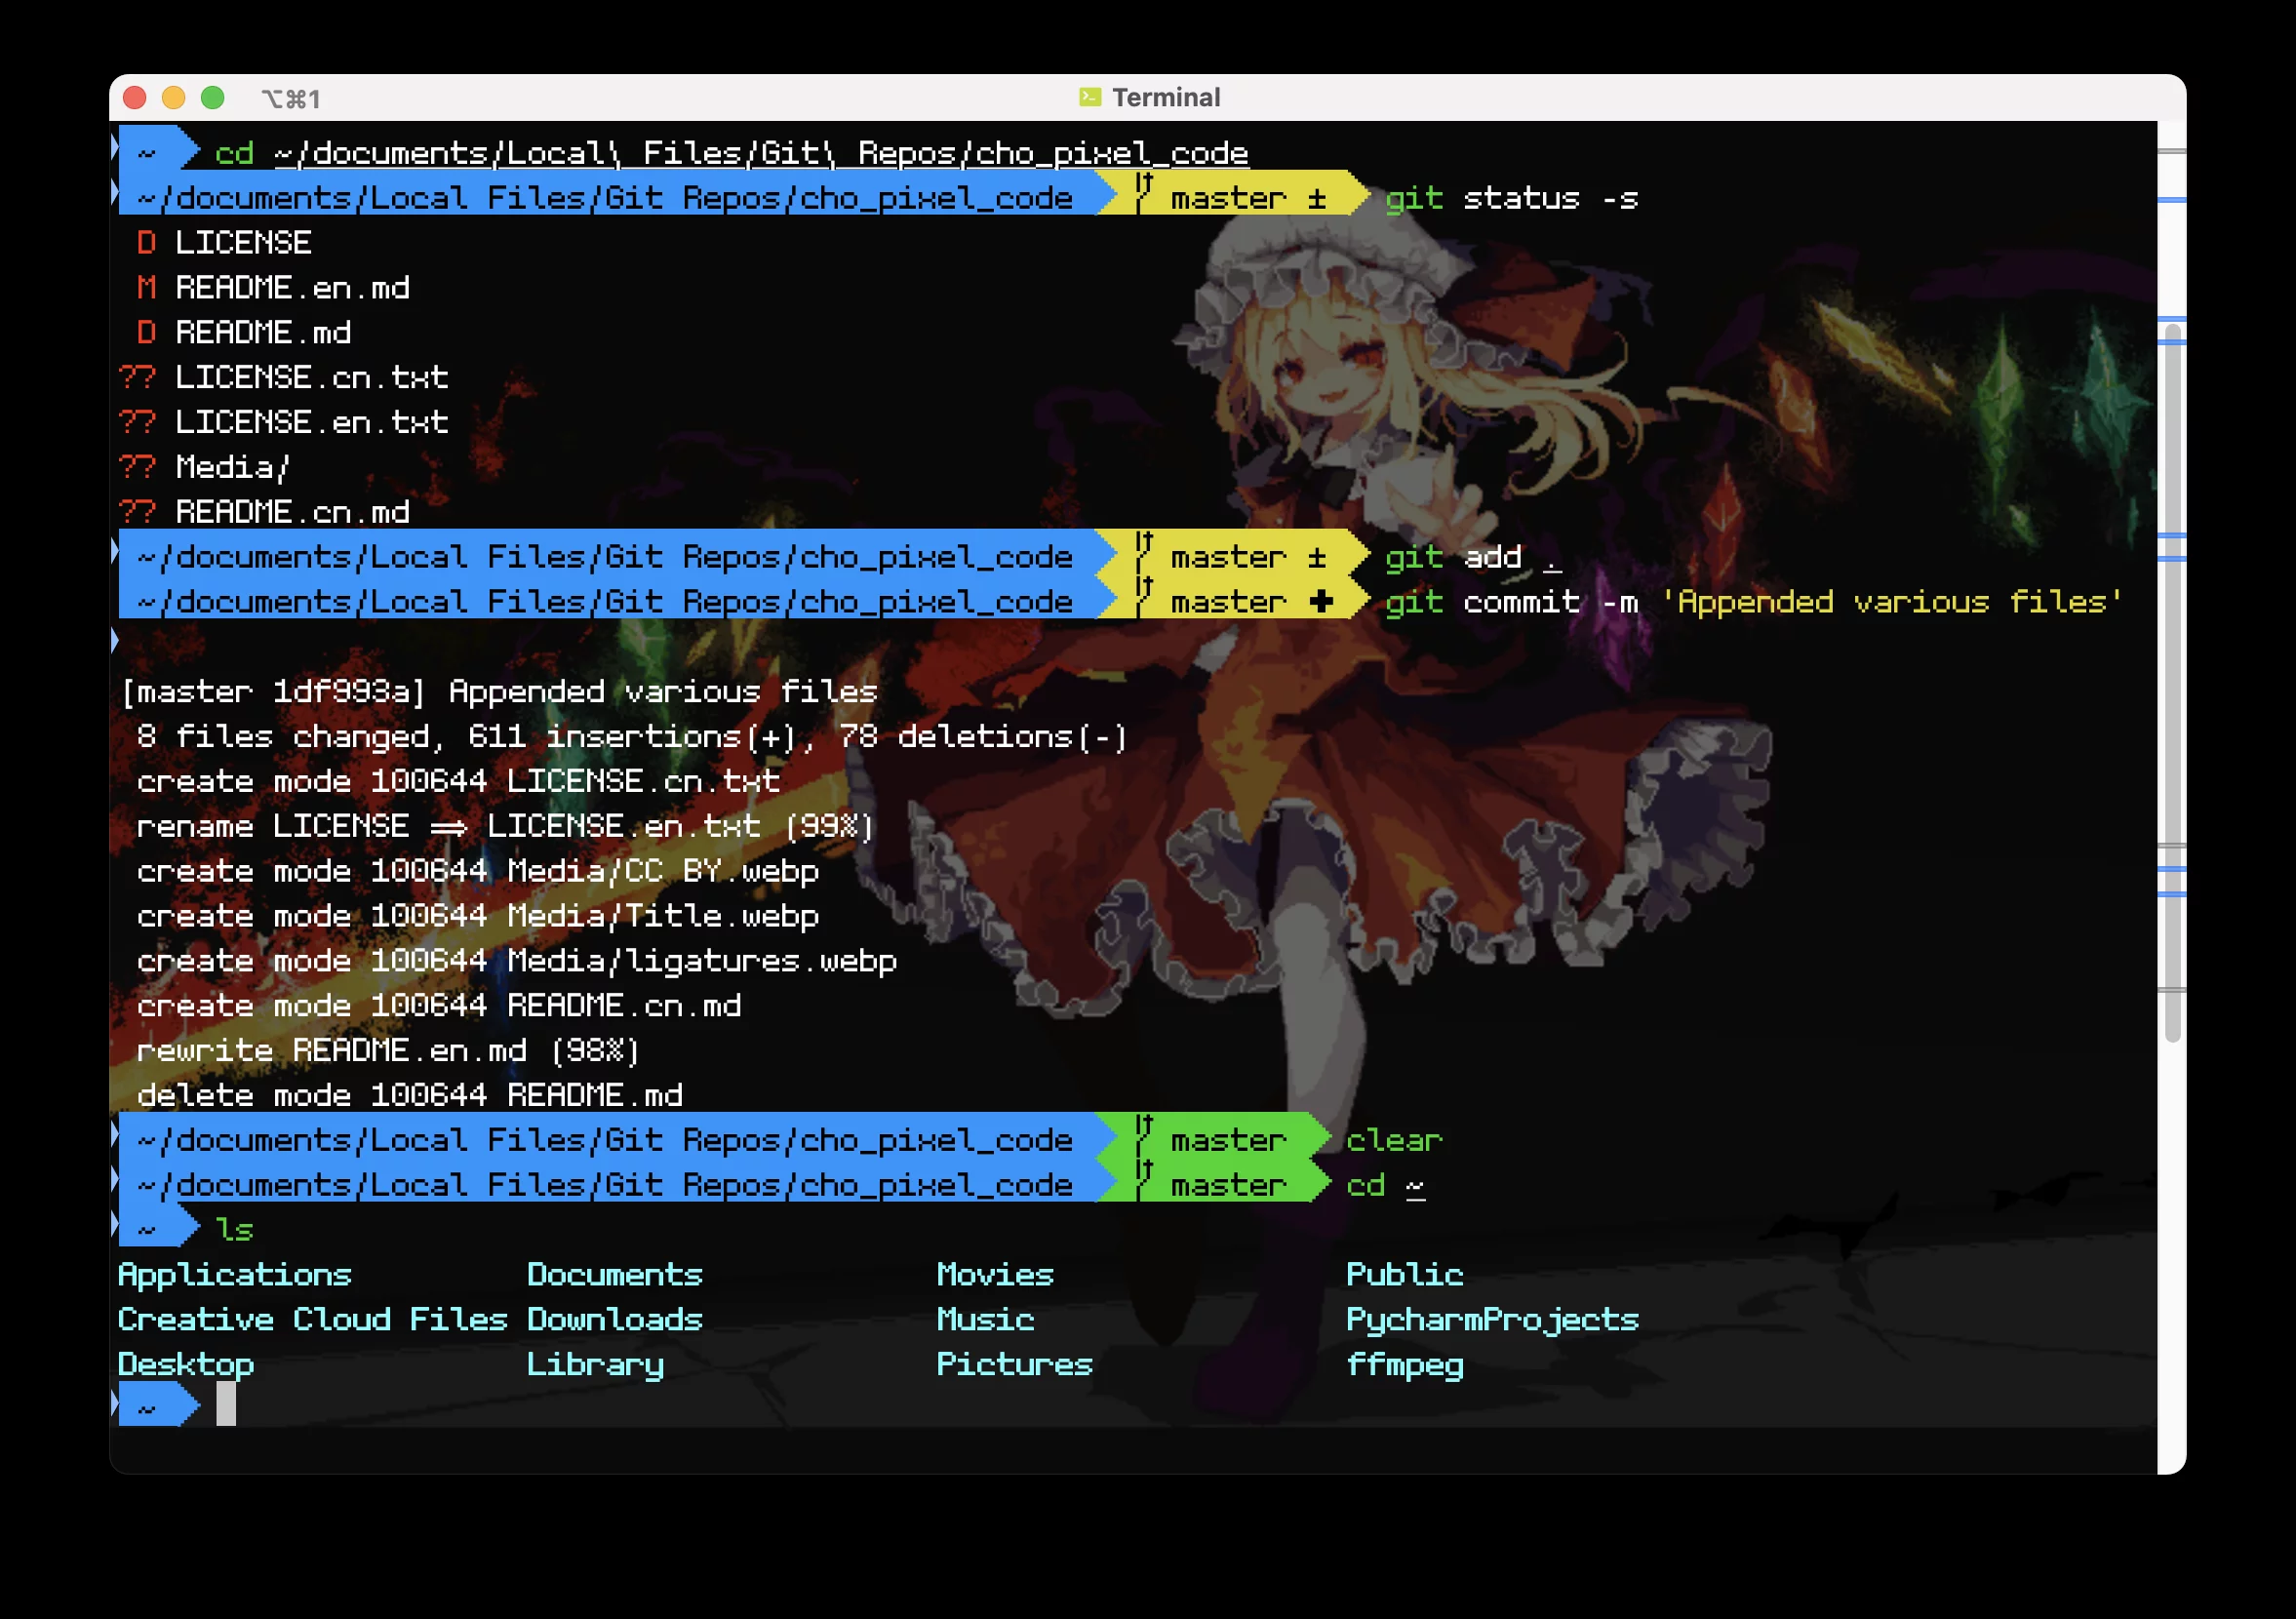 ⌥⌘1 Terminal
~ cd ~/documents/Local\ Files/Git\ Repos/cho_pixel_code
~/documents/Local Files/Git Repos/cho_pixel_code master ± git status -s
D LICENSE
M README.en.md
D README.md
?? LICENSE.cn.txt
?? LICENSE.en.txt
?? Media/
?? README.cn.md
~/documents/Local Files/Git Repos/cho_pixel_code master ± git add .
~/documents/Local Files/Git Repos/cho_pixel_code master ✚ git commit -m 'Appended various files'
[master 1df993a] Appended various files
8 files changed, 611 insertions(+), 78 deletions(-)
create mode 100644 LICENSE.cn.txt
rename LICENSE => LICENSE.en.txt (99%)
create mode 100644 Media/CC BY.webp
create mode 100644 Media/Title.webp
create mode 100644 Media/ligatures.webp
create mode 100644 README.cn.md
rewrite README.en.md (98%)
delete mode 100644 README.md
~/documents/Local Files/Git Repos/cho_pixel_code master clear
~/documents/Local Files/Git Repos/cho_pixel_code master cd ~
~ ls
Applications Documents Movies Public
Creative Cloud Files Downloads Music PycharmProjects
Desktop Library Pictures ffmpeg
~